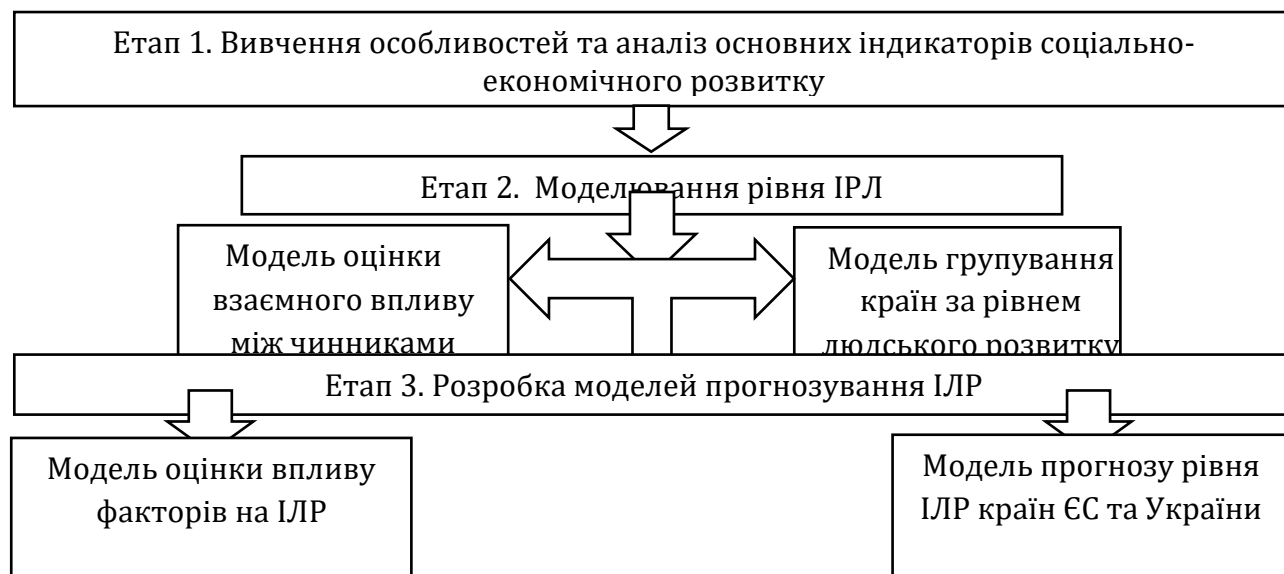 Етап 1. Вивчення особливостей та аналіз основних індикаторів соціально-
економічного розвитку
Етап 2.  Моделювання рівня ІРЛ
Модель оцінки
взаємного впливу
між чинниками
Модель групування
країн за рівнем
людського розвитку
Етап 3. Розробка моделей прогнозування ІЛР
Модель оцінки впливу
факторів на ІЛР
Модель прогнозу рівня
ІЛР країн ЄС та України